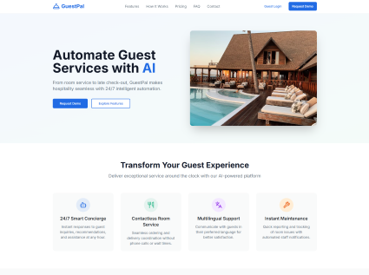 GuestPal
Features How It Works Pricing FAQ Contact
Hotel Login
Request Demo
Automate Guest
Services with AI
From room service to late check-out, GuestPal makes
hospitality seamless with 24/7 intelligent automation.
Request Demo
Explore Features
Transform Your Guest Experience
Deliver exceptional service around the clock with our AI-powered platform
24/7 Smart Concierge
Instant responses to guest
inquiries, recommendations,
and assistance at any hour.
Contactless Room
Service
Seamless ordering and
delivery coordination without
phone calls or wait times.
Multilingual Support
Communicate with guests in
their preferred language for
better satisfaction.
Instant Maintenance
Quick reporting and tracking
of room issues with
automated staff notifications.